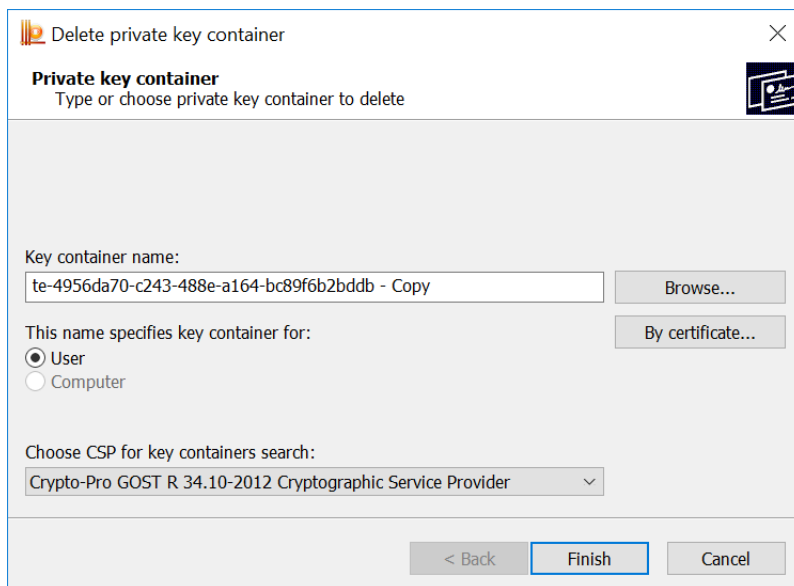 Delete private key container
Private key container
Type or choose private key container to delete
Key container name:
te-4956da70-c243-488e-a164-bc89f6b2bddb - Copy
Browse...
This name specifies key container for:
By certificate...
User
Computer
Choose CSP for key containers search:
Crypto-Pro GOST R 34.10-2012 Cryptographic Service Provider
< Back
Finish
Cancel